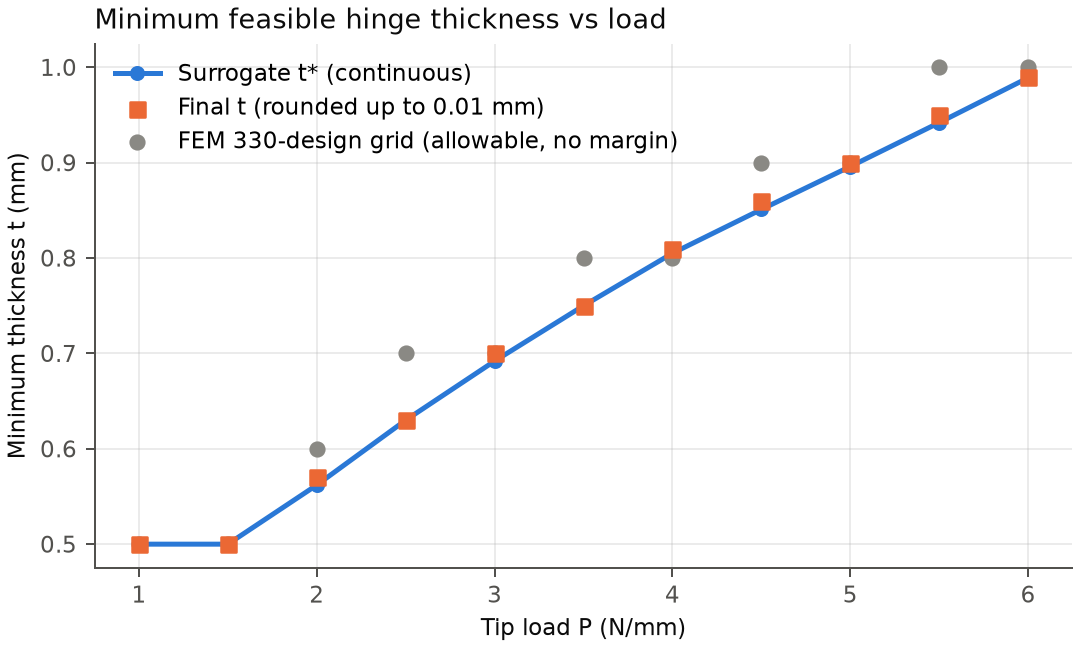 Minimum feasible hinge thickness vs load
Surrogate t* (continuous)
Final t (rounded up to 0.01 mm)
FEM 330-design grid (allowable, no margin)
Minimum thickness t (mm)
1.0
0.9
0.8
0.7
0.6
0.5
1 2 3 4 5 6
Tip load P (N/mm)